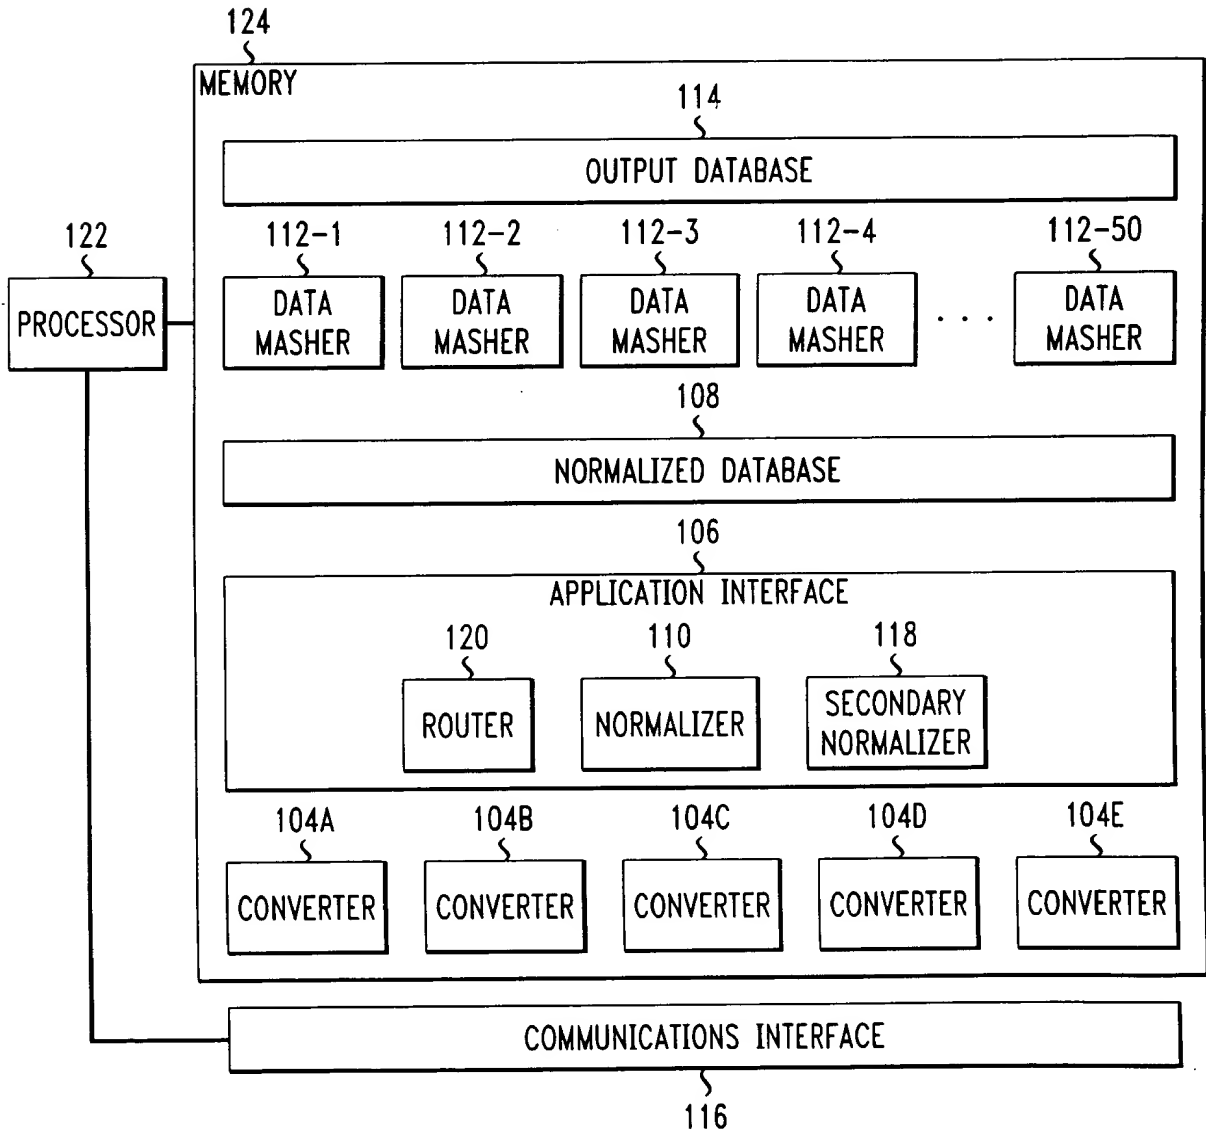 124
MEMORY
114
OUTPUT DATABASE
122
PROCESSOR
112-1 112-2 112-3 112-4 112-50
DATA MASHER
DATA MASHER
DATA MASHER
DATA MASHER
. . .
DATA MASHER
108
NORMALIZED DATABASE
106
APPLICATION INTERFACE
120 110 118
ROUTER
NORMALIZER
SECONDARY
NORMALIZER
104A 104B 104C 104D 104E
CONVERTER CONVERTER CONVERTER CONVERTER CONVERTER
COMMUNICATIONS INTERFACE
116